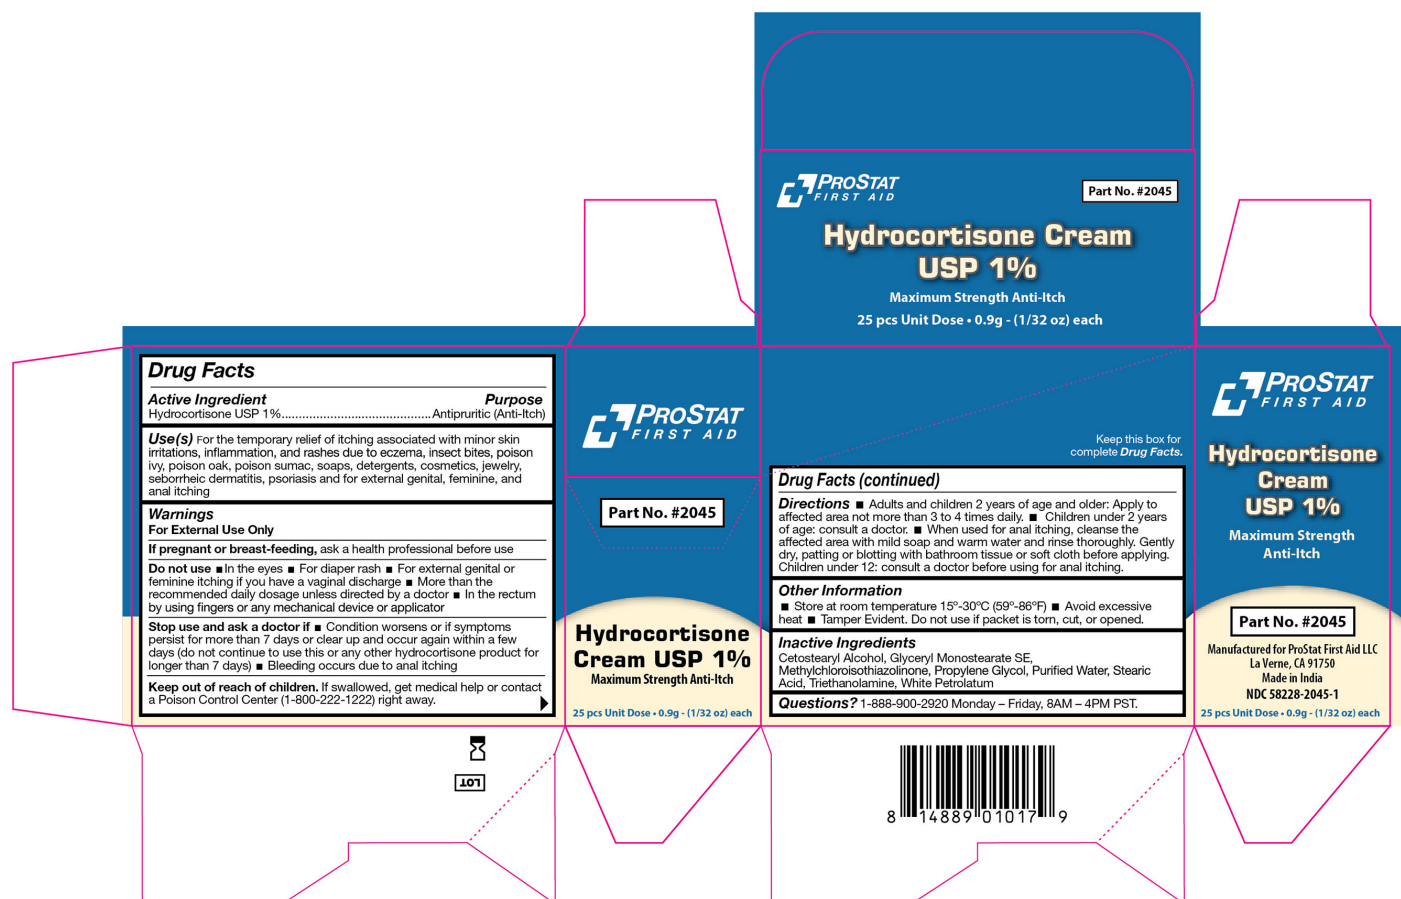 PROSTAT
FIRST AID
Part No. #2045
Hydrocortisone Cream
USP 1%
Maximum Strength Anti-Itch
25 pcs Unit Dose • 0.9g - (1/32 oz) each
Drug Facts
Active Ingredient Purpose
Hydrocortisone USP 1%...........................................Antipruritic (Anti-Itch)
Use(s) For the temporary relief of itching associated with minor skin
irritations, inflammation, and rashes due to eczema, insect bites, poison
ivy, poison oak, poison sumac, soaps, detergents, cosmetics, jewelry,
seborrheic dermatitis, psoriasis and for external genital, feminine, and
anal itching
Warnings
For External Use Only
If pregnant or breast-feeding, ask a health professional before use
Do not use ■ In the eyes ■ For diaper rash ■ For external genital or
feminine itching if you have a vaginal discharge ■ More than the
recommended daily dosage unless directed by a doctor ■ In the rectum
by using fingers or any mechanical device or applicator
Stop use and ask a doctor if ■ Condition worsens or if symptoms
persist for more than 7 days or clear up and occur again within a few
days (do not continue to use this or any other hydrocortisone product for
longer than 7 days) ■ Bleeding occurs due to anal itching
Keep out of reach of children. If swallowed, get medical help or contact
a Poison Control Center (1-800-222-1222) right away.
LOT
PROSTAT
FIRST AID
Part No. #2045
Hydrocortisone
Cream USP 1%
Maximum Strength Anti-Itch
25 pcs Unit Dose • 0.9g - (1/32 oz) each
Keep this box for
complete Drug Facts.
Drug Facts (continued)
Directions ■ Adults and children 2 years of age and older: Apply to
affected area not more than 3 to 4 times daily. ■ Children under 2 years
of age: consult a doctor. ■ When used for anal itching, cleanse the
affected area with mild soap and warm water and rinse thoroughly. Gently
dry, patting or blotting with bathroom tissue or soft cloth before applying.
Children under 12: consult a doctor before using for anal itching.
Other Information
■ Store at room temperature 15º-30ºC (59º-86ºF) ■ Avoid excessive
heat ■ Tamper Evident. Do not use if packet is torn, cut, or opened.
Inactive Ingredients
Cetostearyl Alcohol, Glyceryl Monostearate SE,
Methylchloroisothiazolinone, Propylene Glycol, Purified Water, Stearic
Acid, Triethanolamine, White Petrolatum
Questions? 1-888-900-2920 Monday – Friday, 8AM – 4PM PST.
8 14889 01017 9
PROSTAT
FIRST AID
Hydrocortisone
Cream
USP 1%
Maximum Strength
Anti-Itch
Part No. #2045
Manufactured for ProStat First Aid LLC
La Verne, CA 91750
Made in India
NDC 58228-2045-1
25 pcs Unit Dose • 0.9g - (1/32 oz) each